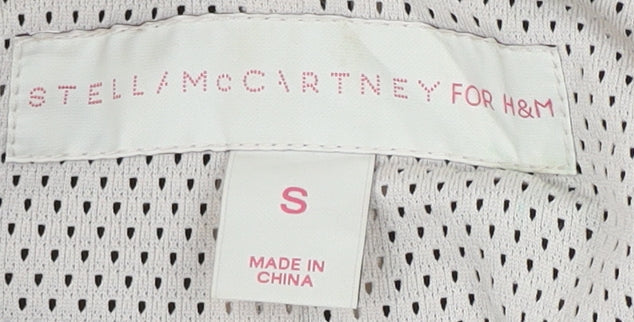 STELLA McCARTNEY FOR H&M
S
MADE IN
CHINA